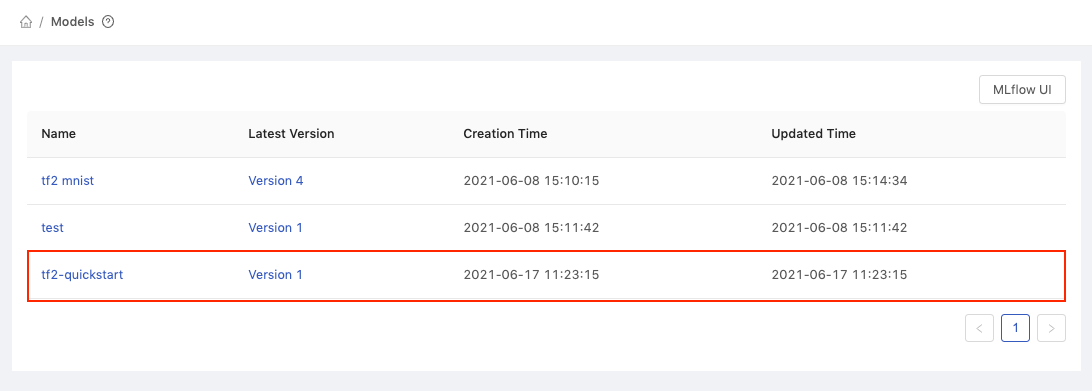 / Models
MLflow UI
Name Latest Version Creation Time Updated Time
tf2 mnist Version 4 2021-06-08 15:10:15 2021-06-08 15:14:34
test Version 1 2021-06-08 15:11:42 2021-06-08 15:11:42
tf2-quickstart Version 1 2021-06-17 11:23:15 2021-06-17 11:23:15
< 1 >